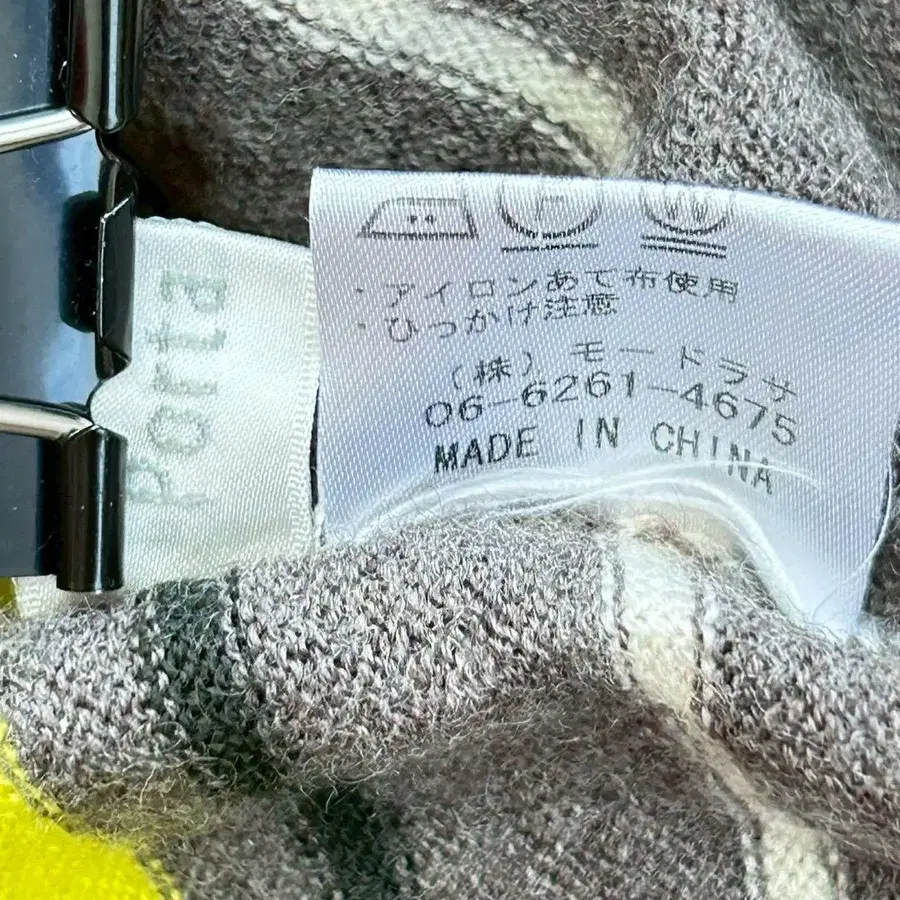 ・アイロンあて布使用
・ひっかけ注意
(株)モードラサ
06-6261-4675
MADE IN CHINA
Porta